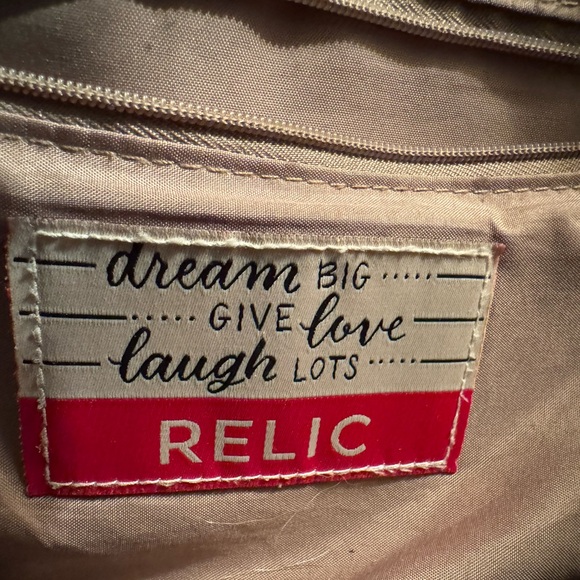 dream BIG .....
..... GIVE love
laugh LOTS .....
RELIC